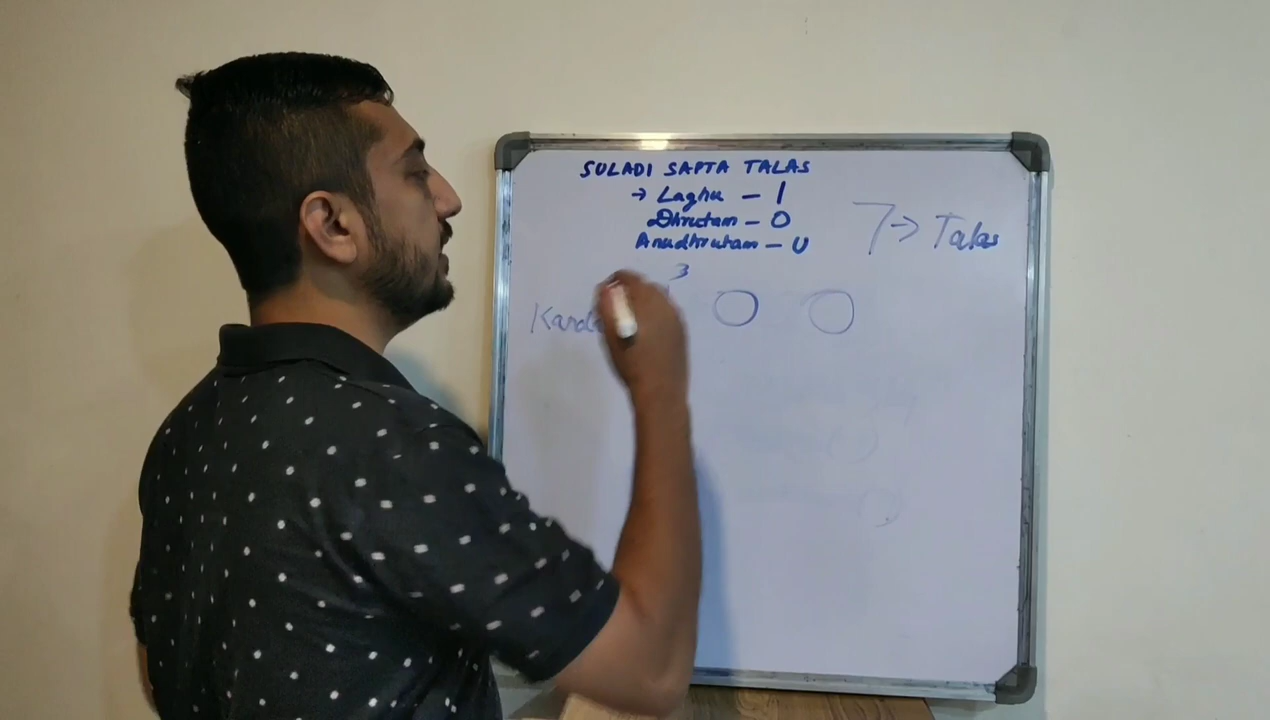 SULADI SAPTA TALAS
→ Laghu – 1
Dhrutam – O
Anudhrutam – U
7 → Talas
3
O O